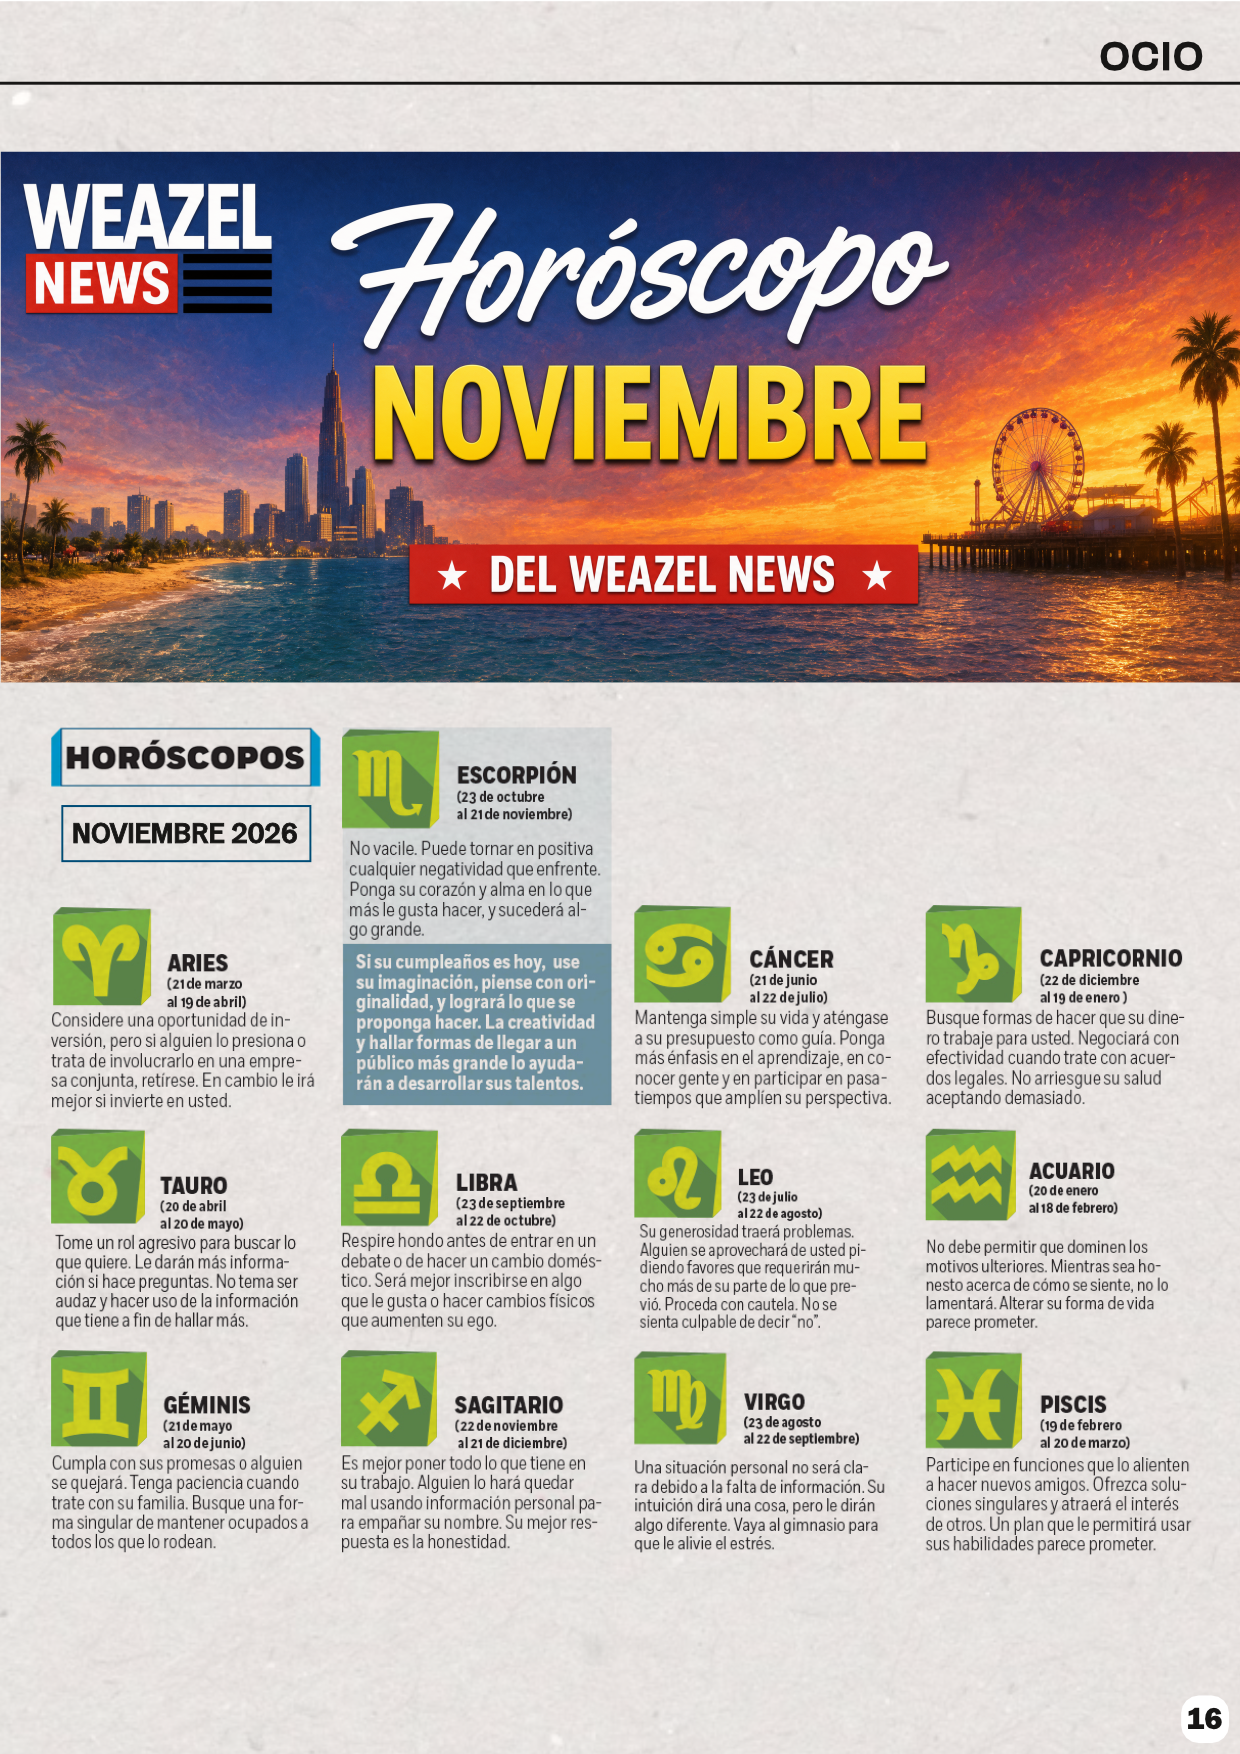 OCIO
WEAZEL
NEWS
Horóscopo
NOVIEMBRE
★ DEL WEAZEL NEWS ★
HORÓSCOPOS
NOVIEMBRE 2026
ARIES
(21 de marzo
al 19 de abril)
Considere una oportunidad de in-
versión, pero si alguien lo presiona o
trata de involucrarlo en una empre-
sa conjunta, retírese. En cambio le irá
mejor si invierte en usted.
TAURO
(20 de abril
al 20 de mayo)
Tome un rol agresivo para buscar lo
que quiere. Le darán más informa-
ción si hace preguntas. No tema ser
audaz y hacer uso de la información
que tiene a fin de hallar más.
GÉMINIS
(21 de mayo
al 20 de junio)
Cumpla con sus promesas o alguien
se quejará. Tenga paciencia cuando
trate con su familia. Busque una for-
ma singular de mantener ocupados a
todos los que lo rodean.
ESCORPIÓN
(23 de octubre
al 21 de noviembre)
No vacile. Puede tornar en positiva
cualquier negatividad que enfrente.
Ponga su corazón y alma en lo que
más le gusta hacer, y sucederá al-
go grande.
Si su cumpleaños es hoy, use
su imaginación, piense con ori-
ginalidad, y logrará lo que se
proponga hacer. La creatividad
y hallar formas de llegar a un
público más grande lo ayuda-
rán a desarrollar sus talentos.
LIBRA
(23 de septiembre
al 22 de octubre)
Respire hondo antes de entrar en un
debate o de hacer un cambio domés-
tico. Será mejor inscribirse en algo
que le gusta o hacer cambios físicos
que aumenten su ego.
SAGITARIO
(22 de noviembre
al 21 de diciembre)
Es mejor poner todo lo que tiene en
su trabajo. Alguien lo hará quedar
mal usando información personal pa-
ra empañar su nombre. Su mejor res-
puesta es la honestidad.
CÁNCER
(21 de junio
al 22 de julio)
Mantenga simple su vida y aténgase
a su presupuesto como guía. Ponga
más énfasis en el aprendizaje, en co-
nocer gente y en participar en pasa-
tiempos que amplíen su perspectiva.
LEO
(23 de julio
al 22 de agosto)
Su generosidad traerá problemas.
Alguien se aprovechará de usted pi-
diendo favores que requerirán mu-
cho más de su parte de lo que pre-
vió. Proceda con cautela. No se
sienta culpable de decir “no”.
VIRGO
(23 de agosto
al 22 de septiembre)
Una situación personal no será cla-
ra debido a la falta de información. Su
intuición dirá una cosa, pero le dirán
algo diferente. Vaya al gimnasio para
que le alivie el estrés.
CAPRICORNIO
(22 de diciembre
al 19 de enero )
Busque formas de hacer que su dine-
ro trabaje para usted. Negociará con
efectividad cuando trate con acuer-
dos legales. No arriesgue su salud
aceptando demasiado.
ACUARIO
(20 de enero
al 18 de febrero)
No debe permitir que dominen los
motivos ulteriores. Mientras sea ho-
nesto acerca de cómo se siente, no lo
lamentará. Alterar su forma de vida
parece prometer.
PISCIS
(19 de febrero
al 20 de marzo)
Participe en funciones que lo alienten
a hacer nuevos amigos. Ofrezca solu-
ciones singulares y atraerá el interés
de otros. Un plan que le permitirá usar
sus habilidades parece prometer.
16